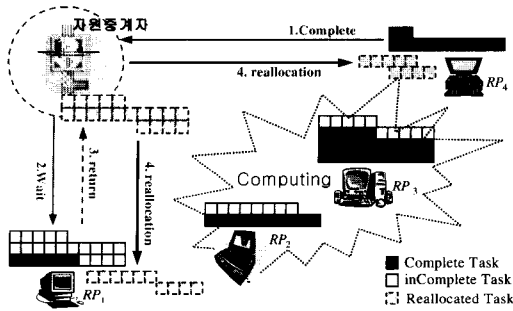 자원중계자
1.Complete
4. reallocation
RP4
2.Wait
3. return
4. reallocation
Computing
RP3
RP2
RP1
Complete Task
inComplete Task
Reallocated Task